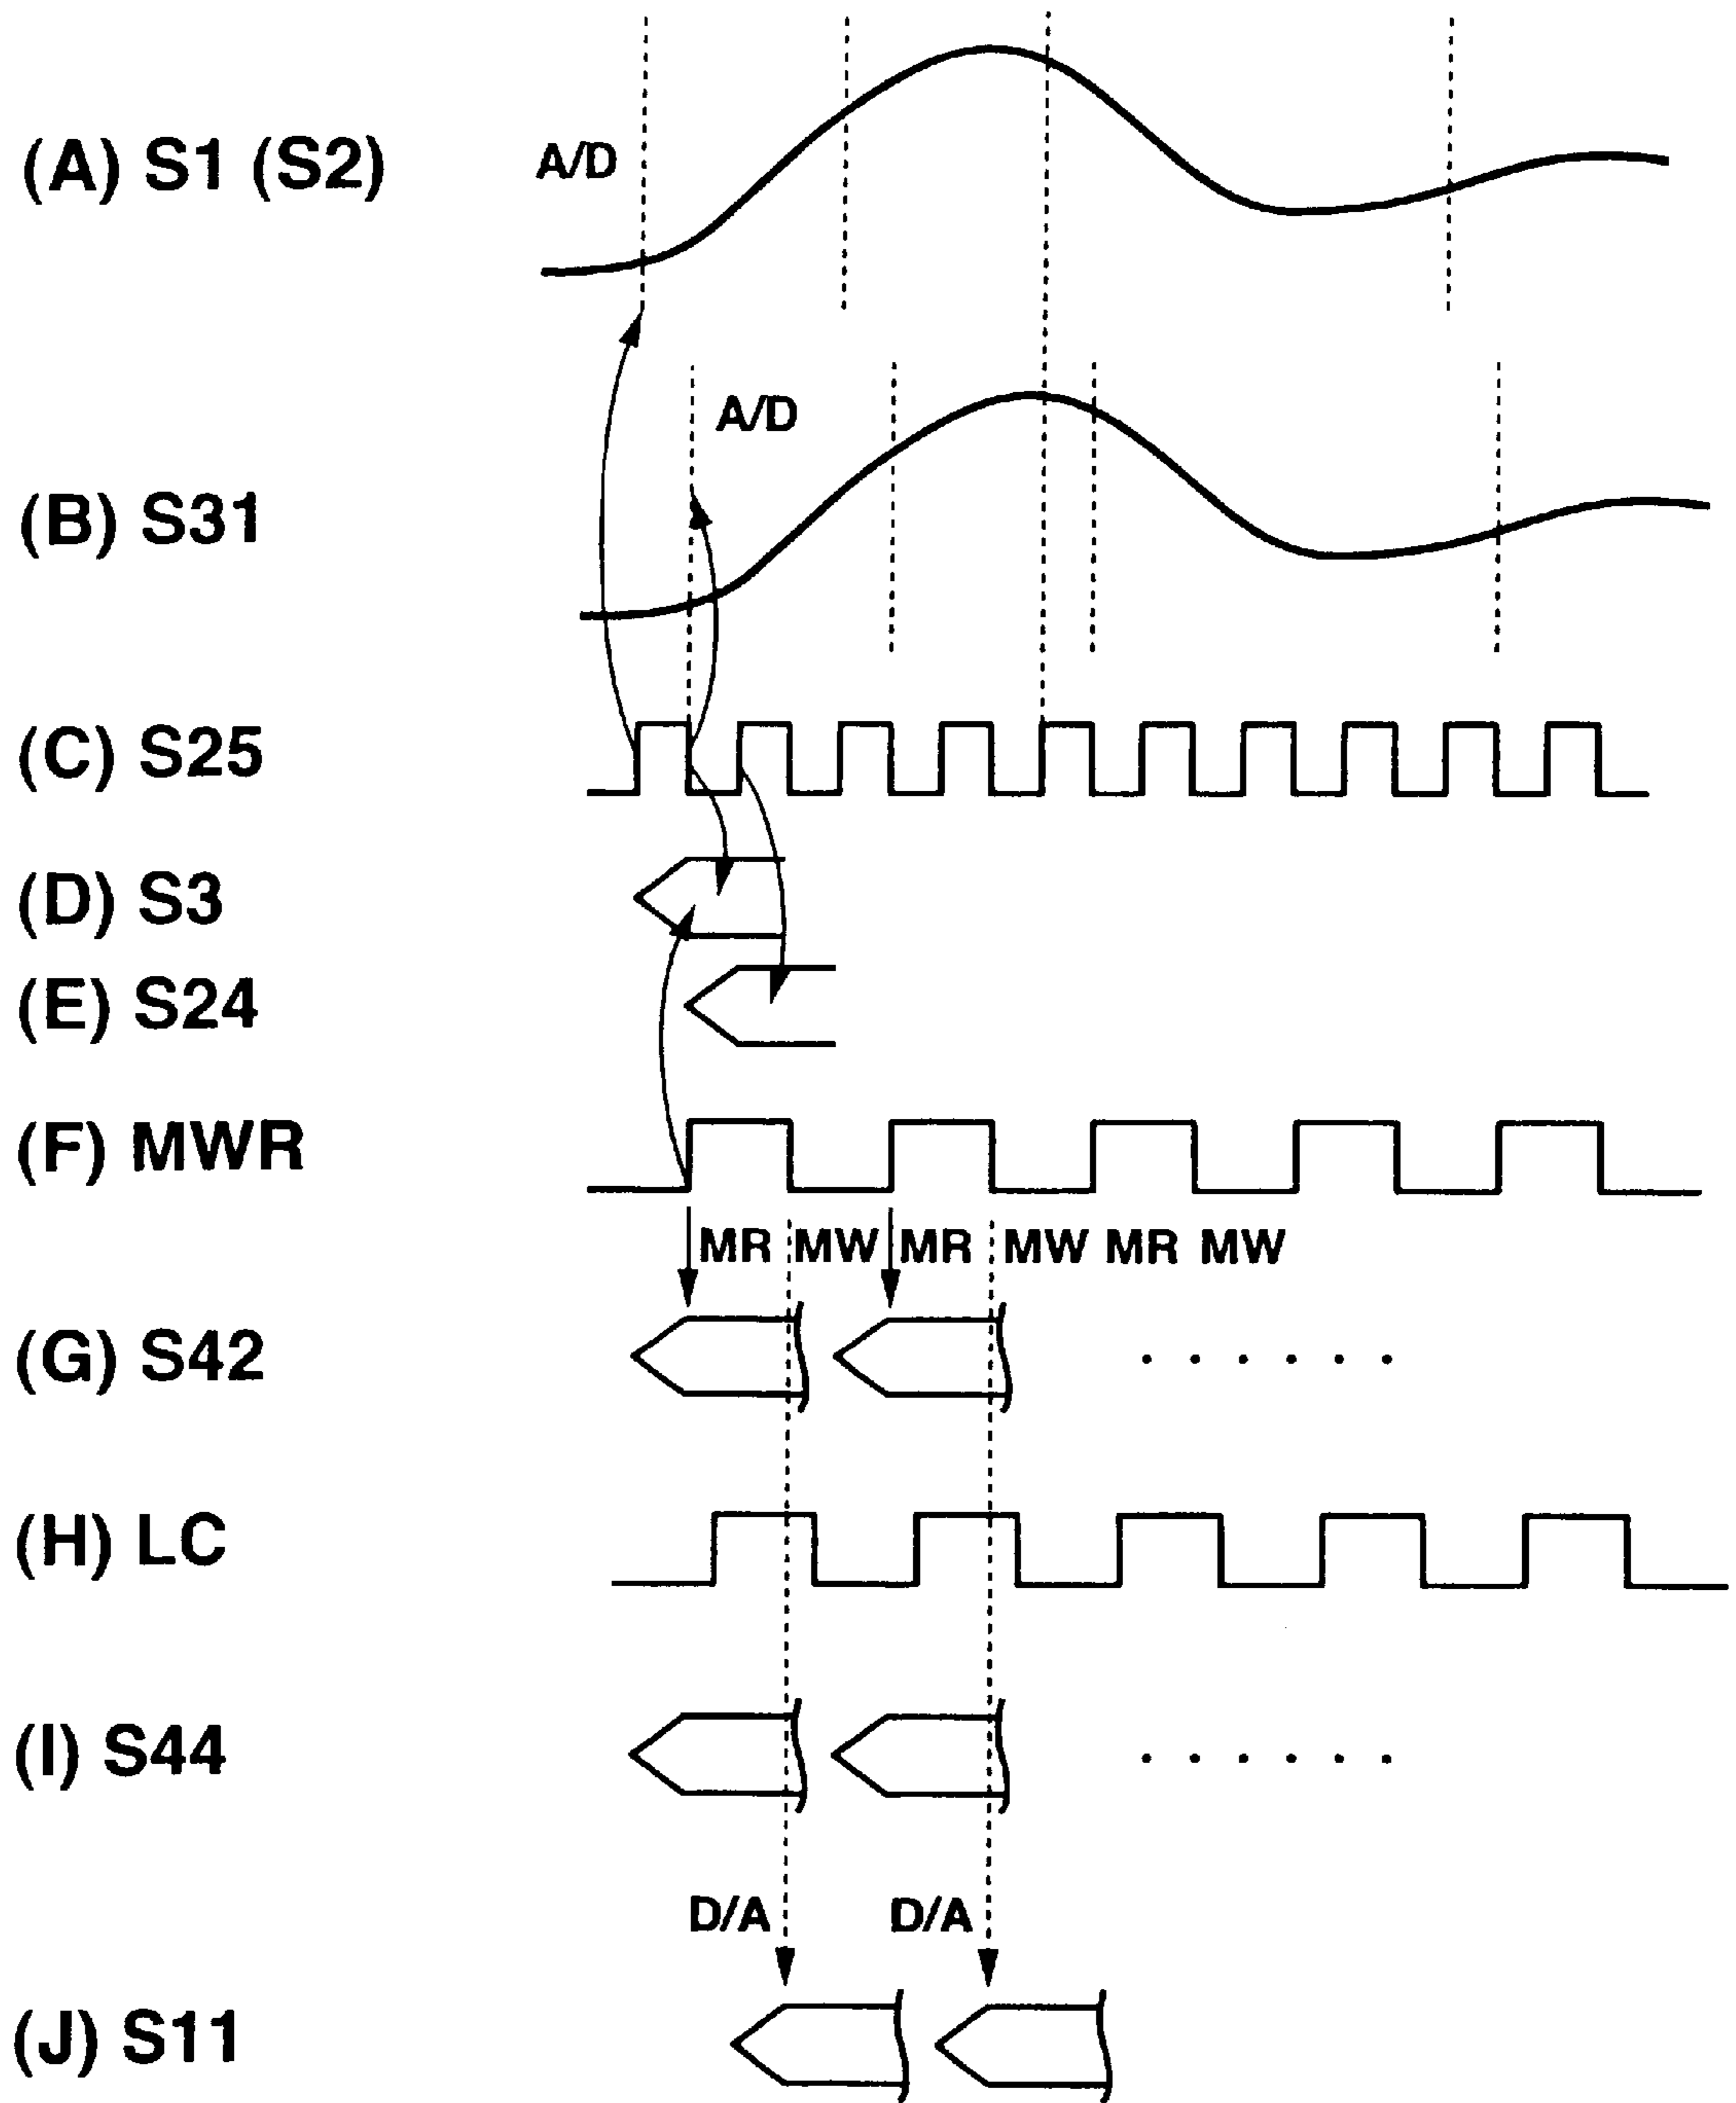 (A) S1 (S2)
A/D
A/D
(B) S31
(C) S25
(D) S3
(E) S24
(F) MWR
MR MW MR MW MR MW
(G) S42
(H) LC
(I) S44
D/A D/A
(J) S11